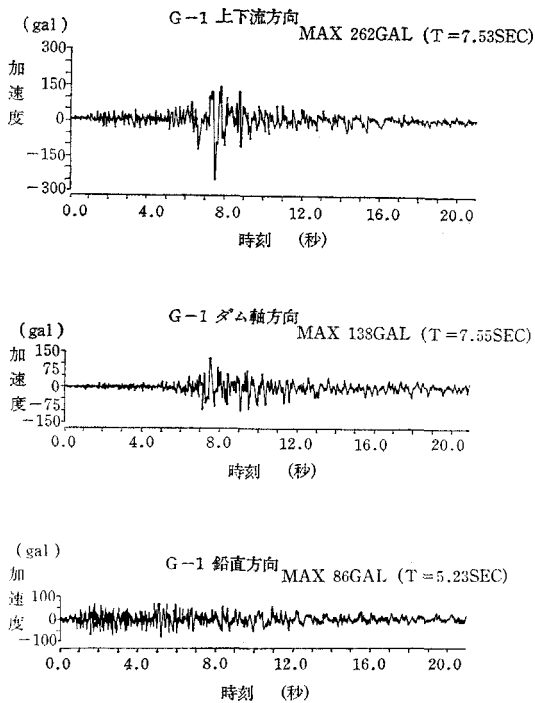 (gal)
G-1 上下流方向
MAX 262GAL (T=7.53SEC)
加速度
300
150
0
-150
-300
0.0 4.0 8.0 12.0 16.0 20.0
時刻 (秒)
(gal)
G-1 ダム軸方向
MAX 138GAL (T=7.55SEC)
加速度
150
75
0
-75
-150
0.0 4.0 8.0 12.0 16.0 20.0
時刻 (秒)
(gal)
G-1 鉛直方向
MAX 86GAL (T=5.23SEC)
加速度
100
0
-100
0.0 4.0 8.0 12.0 16.0 20.0
時刻 (秒)